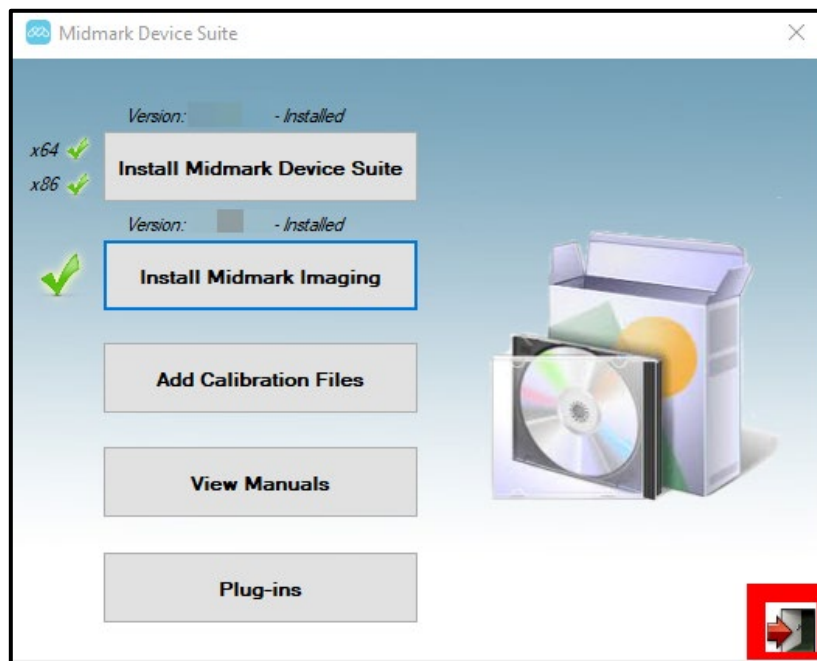 Midmark Device Suite
Version: - Installed
x64
Install Midmark Device Suite
x86
Version: - Installed
Install Midmark Imaging
Add Calibration Files
View Manuals
Plug-ins